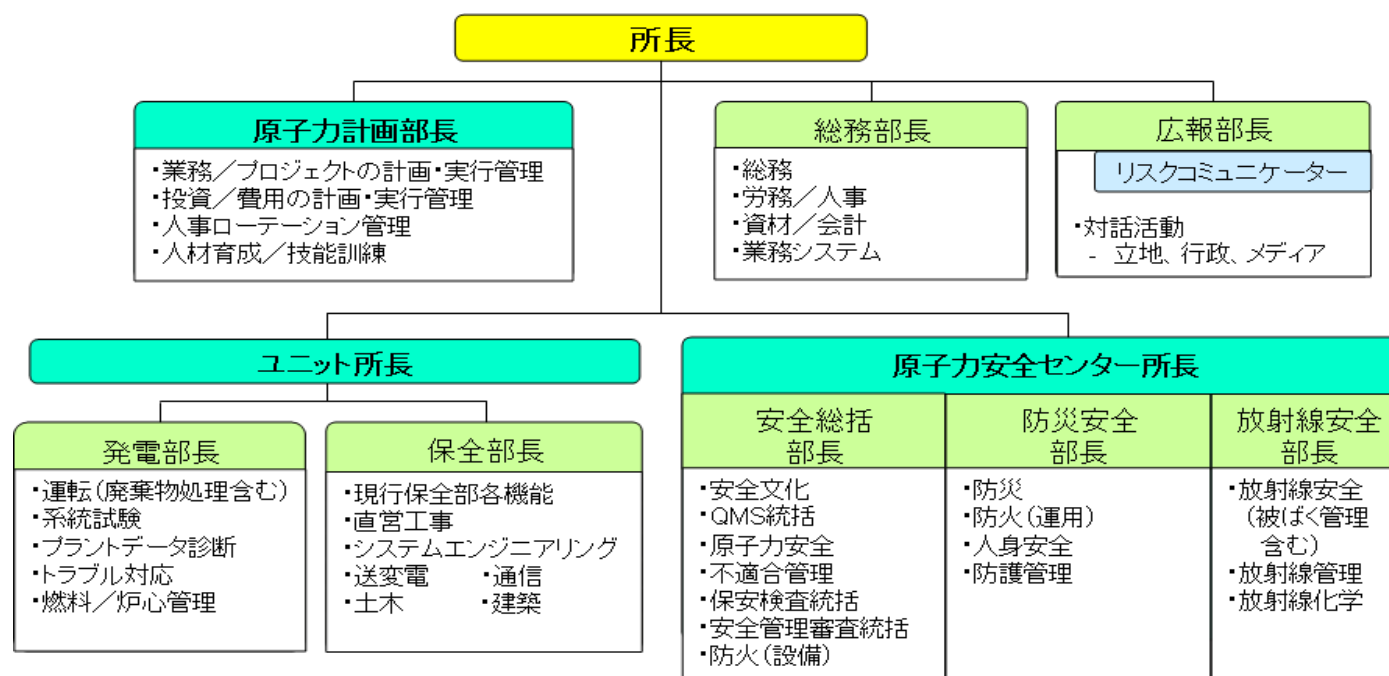 所長
原子力計画部長
・業務／プロジェクトの計画・実行管理
・投資／費用の計画・実行管理
・人事ローテーション管理
・人材育成／技能訓練
総務部長
・総務
・労務／人事
・資材／会計
・業務システム
広報部長
リスクコミュニケーター
・対話活動
- 立地、行政、メディア
ユニット所長
発電部長
・運転（廃棄物処理含む）
・系統試験
・プラントデータ診断
・トラブル対応
・燃料／炉心管理
保全部長
・現行保全部各機能
・直営工事
・システムエンジニアリング
・送変電 ・通信
・土木 ・建築
原子力安全センター所長
安全総括
部長
・安全文化
・QMS統括
・原子力安全
・不適合管理
・保安検査統括
・安全管理審査統括
・防火（設備）
防災安全
部長
・防災
・防火（運用）
・人身安全
・防護管理
放射線安全
部長
・放射線安全
（被ばく管理
含む）
・放射線管理
・放射線化学